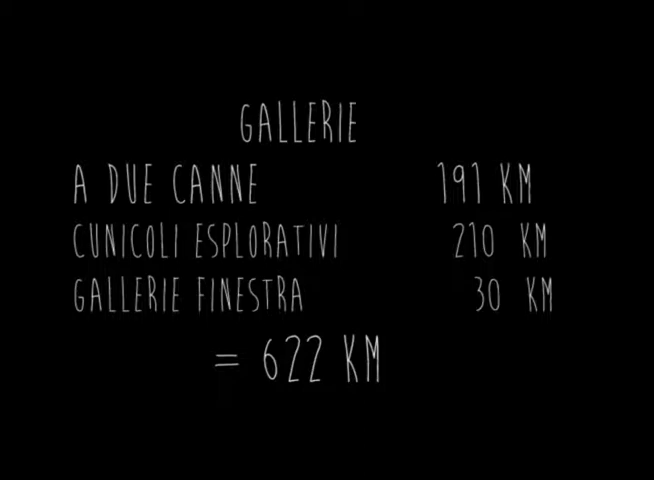 GALLERIE
A DUE CANNE 191 KM
CUNICOLI ESPLORATIVI 210 KM
GALLERIE FINESTRA 30 KM
= 622 KM